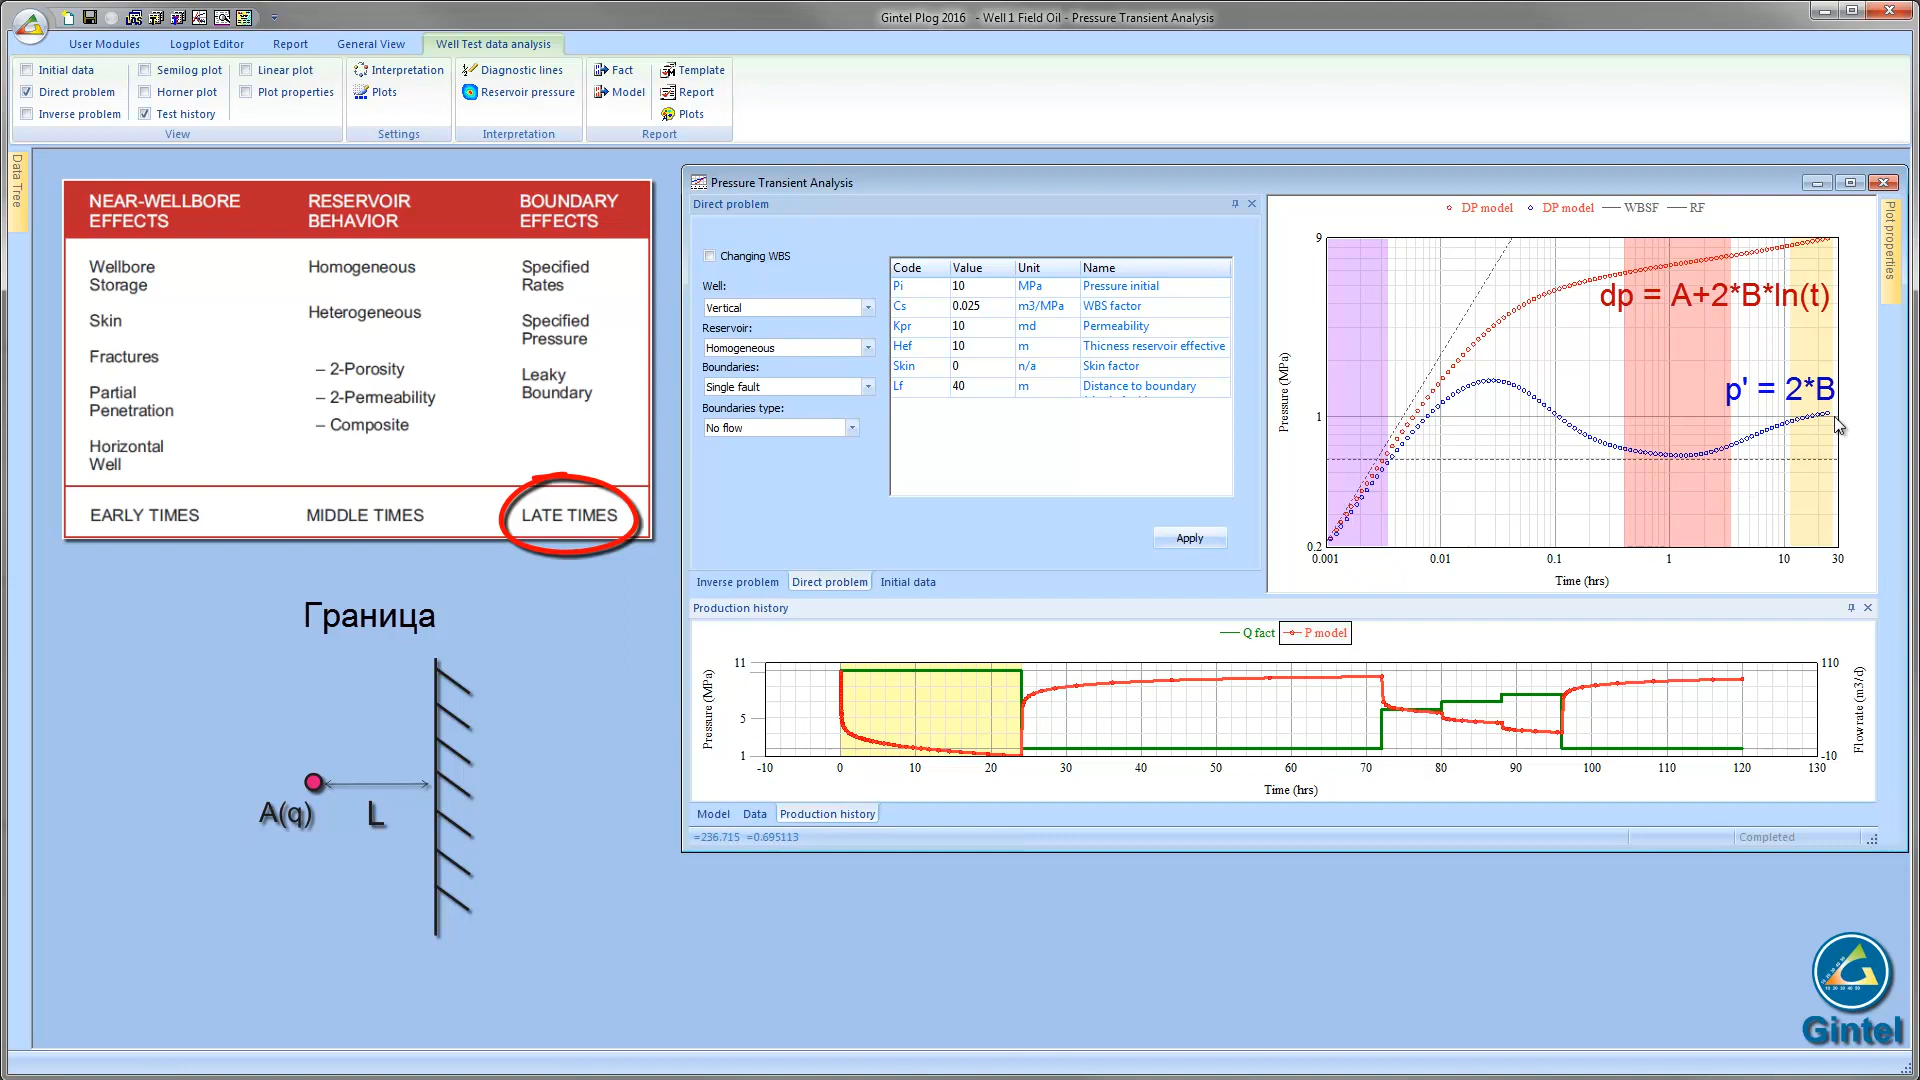 Gintel Plog 2016 - Well 1 Field Oil - Pressure Transient Analysis
User Modules
Logplot Editor
Report
General View
Well Test data analysis
Initial data
Semilog plot
Linear plot
Interpretation
Diagnostic lines
Fact
Template
Direct problem
Horner plot
Plot properties
Plots
Reservoir pressure
Model
Report
Inverse problem
Test history
Plots
View
Settings
Interpretation
Report
Data Tree
NEAR-WELLBORE
EFFECTS
RESERVOIR
BEHAVIOR
BOUNDARY
EFFECTS
Wellbore
Storage
Skin
Fractures
Partial
Penetration
Horizontal
Well
Homogeneous
Heterogeneous
– 2-Porosity
– 2-Permeability
– Composite
Specified
Rates
Specified
Pressure
Leaky
Boundary
EARLY TIMES
MIDDLE TIMES
LATE TIMES
Граница
A(q)
L
Pressure Transient Analysis
Direct problem
Changing WBS
Well:
Vertical
Reservoir:
Homogeneous
Boundaries:
Single fault
Boundaries type:
No flow
Code Value Unit Name
Pi 10 MPa Pressure initial
Cs 0.025 m3/MPa WBS factor
Kpr 10 md Permeability
Hef 10 m Thicness reservoir effective
Skin 0 n/a Skin factor
Lf 40 m Distance to boundary
Apply
Inverse problem
Direct problem
Initial data
DP model
DP model
WBSF
RF
dp = A+2*B*ln(t)
p' = 2*B
Pressure (MPa)
9
1
0.2
0.001 0.01 0.1 1 10 30
Time (hrs)
Plot properties
Production history
Q fact
P model
Pressure (MPa)
11
5
1
110
-10
Flow rate (m3/d)
-10 0 10 20 30 40 50 60 70 80 90 100 110 120 130
Time (hrs)
Model
Data
Production history
=236.715 =0.695113
Completed
Gintel